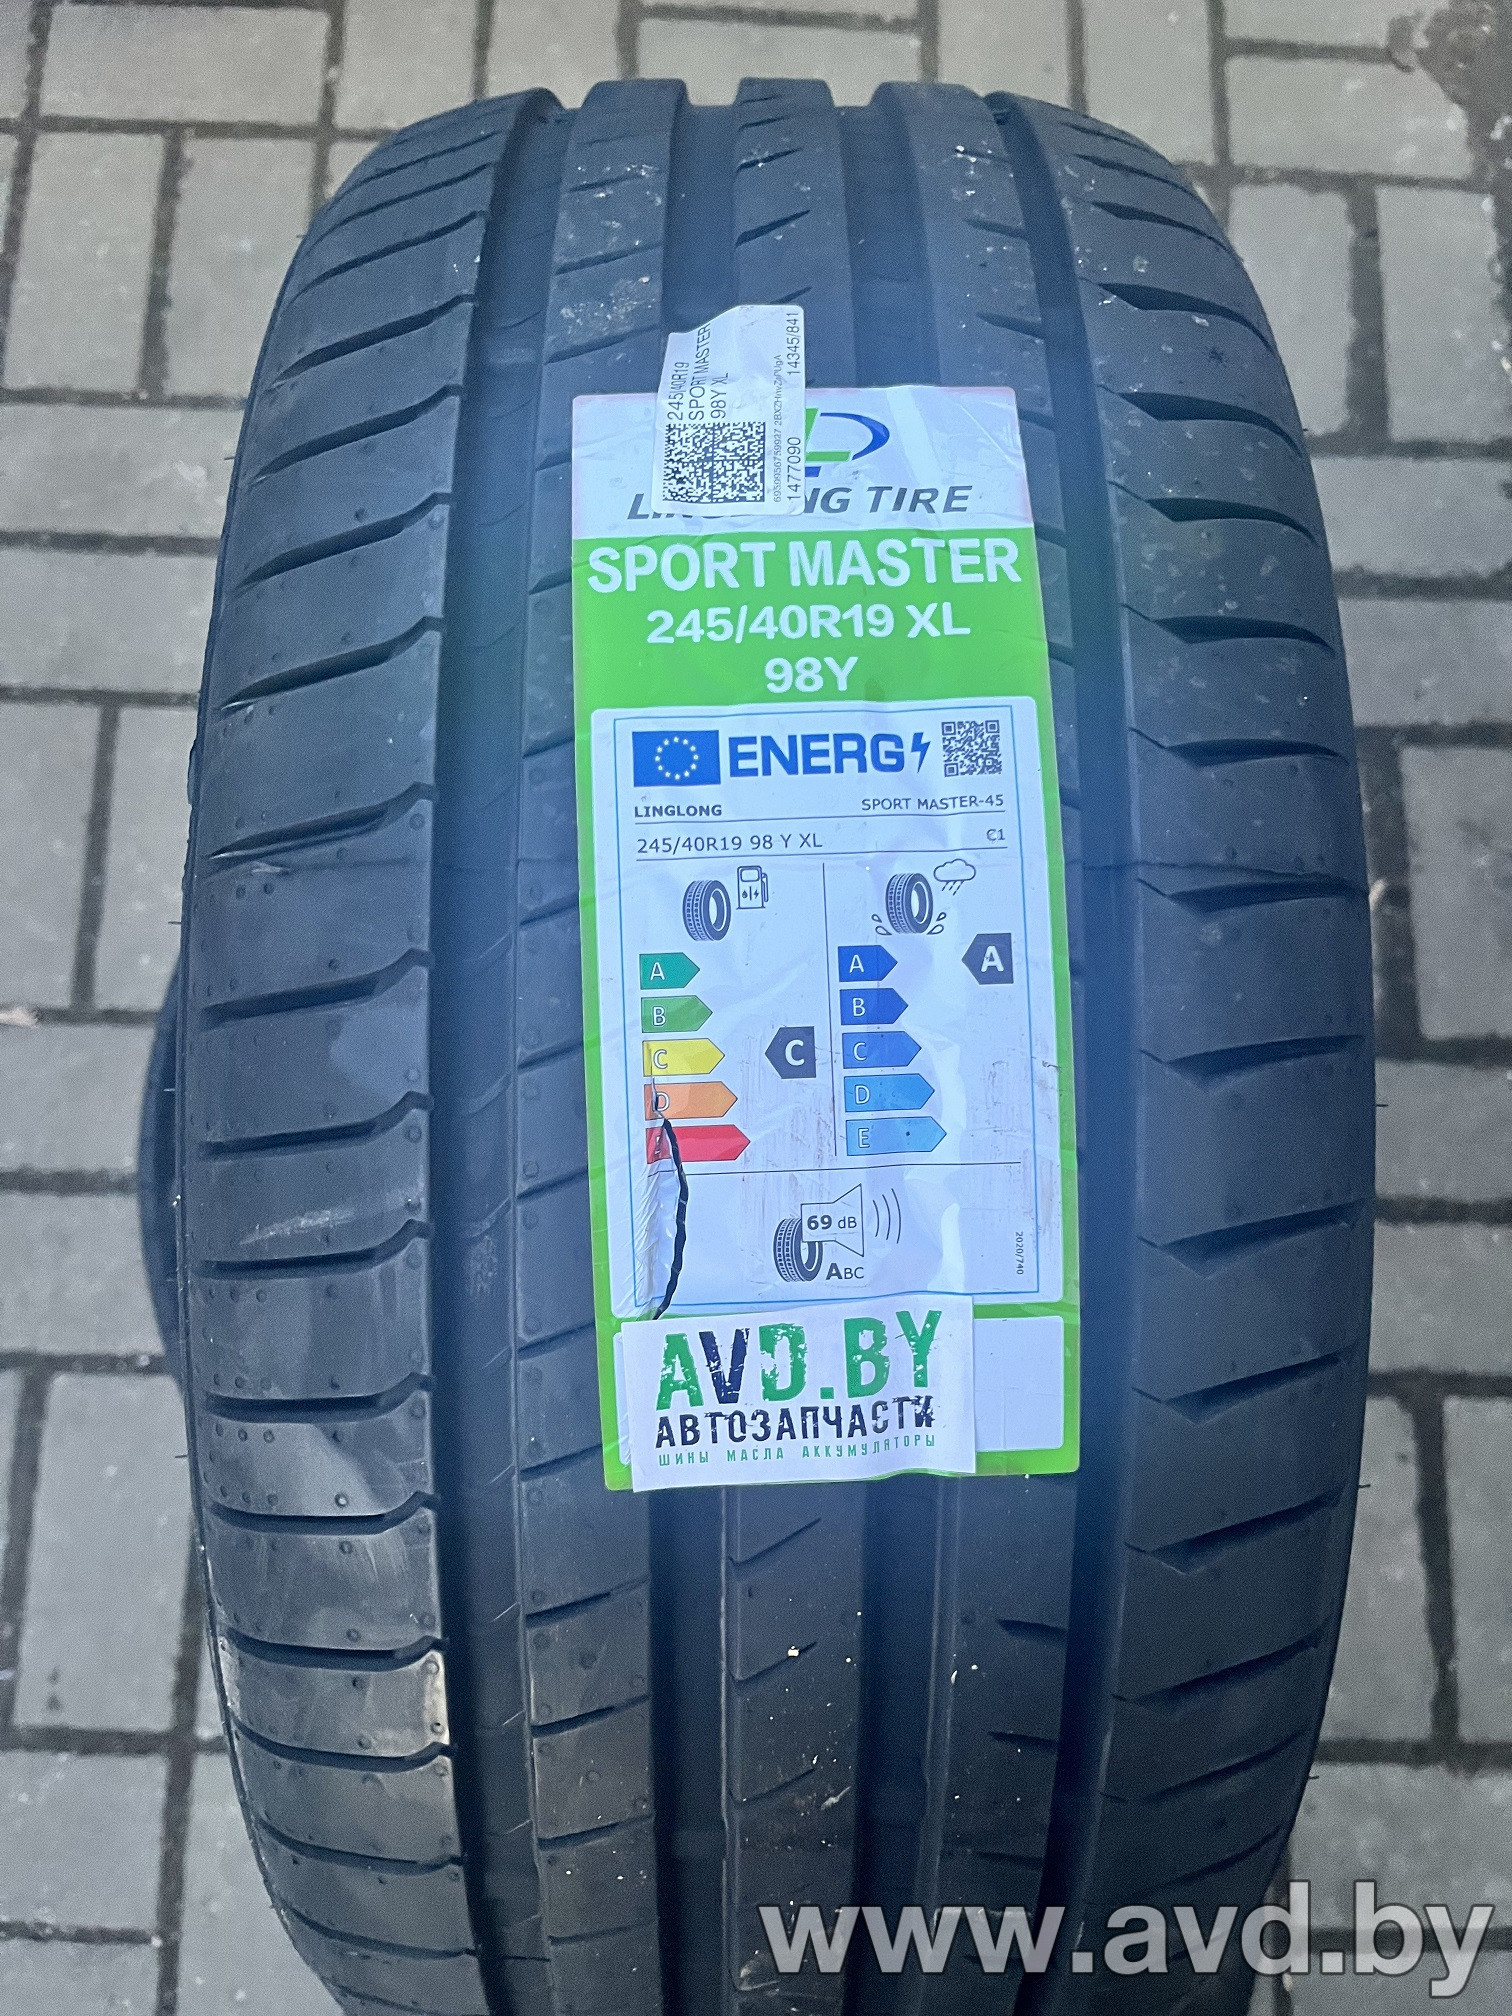 245/40R19
SPORT MASTER
98Y XL
14345/841
1477090
TIRE
SPORT MASTER
245/40R19 XL
98Y
ENERG
LINGLONG
SPORT MASTER-45
245/40R19 98 Y XL
C1
A
B
C
D
C
A
B
C
D
E
A
69 dB
ABC
2020/740
AVD.BY
АВТОЗАПЧАСТИ
ШИНЫ МАСЛА АККУМУЛЯТОРЫ
www.avd.by